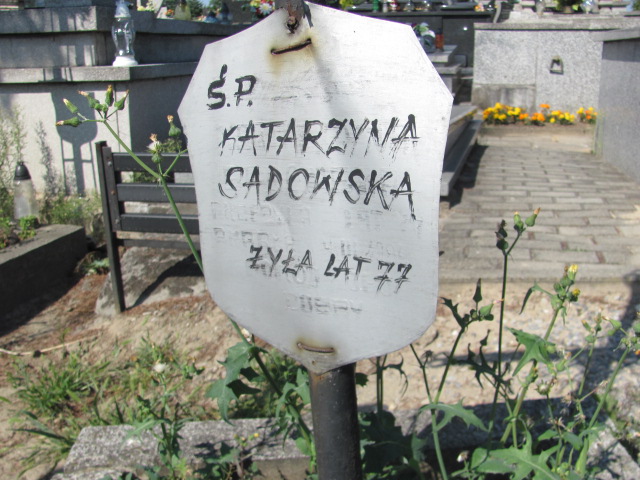 Ś.P.
KATARZYNA
SADOWSKA
ŻYŁA LAT 77